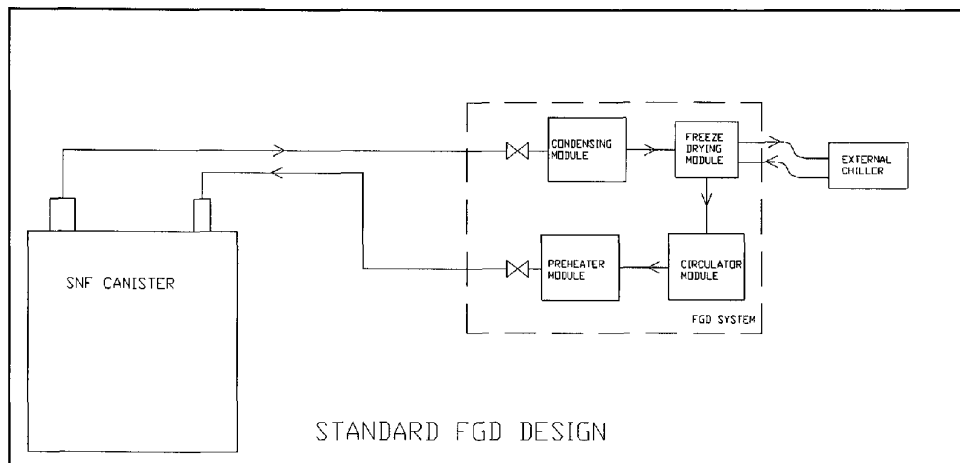 CONDENSING
MODULE
FREEZE
DRYING
MODULE
EXTERNAL
CHILLER
SNF CANISTER
PREHEATER
MODULE
CIRCULATOR
MODULE
FGD SYSTEM
STANDARD FGD DESIGN